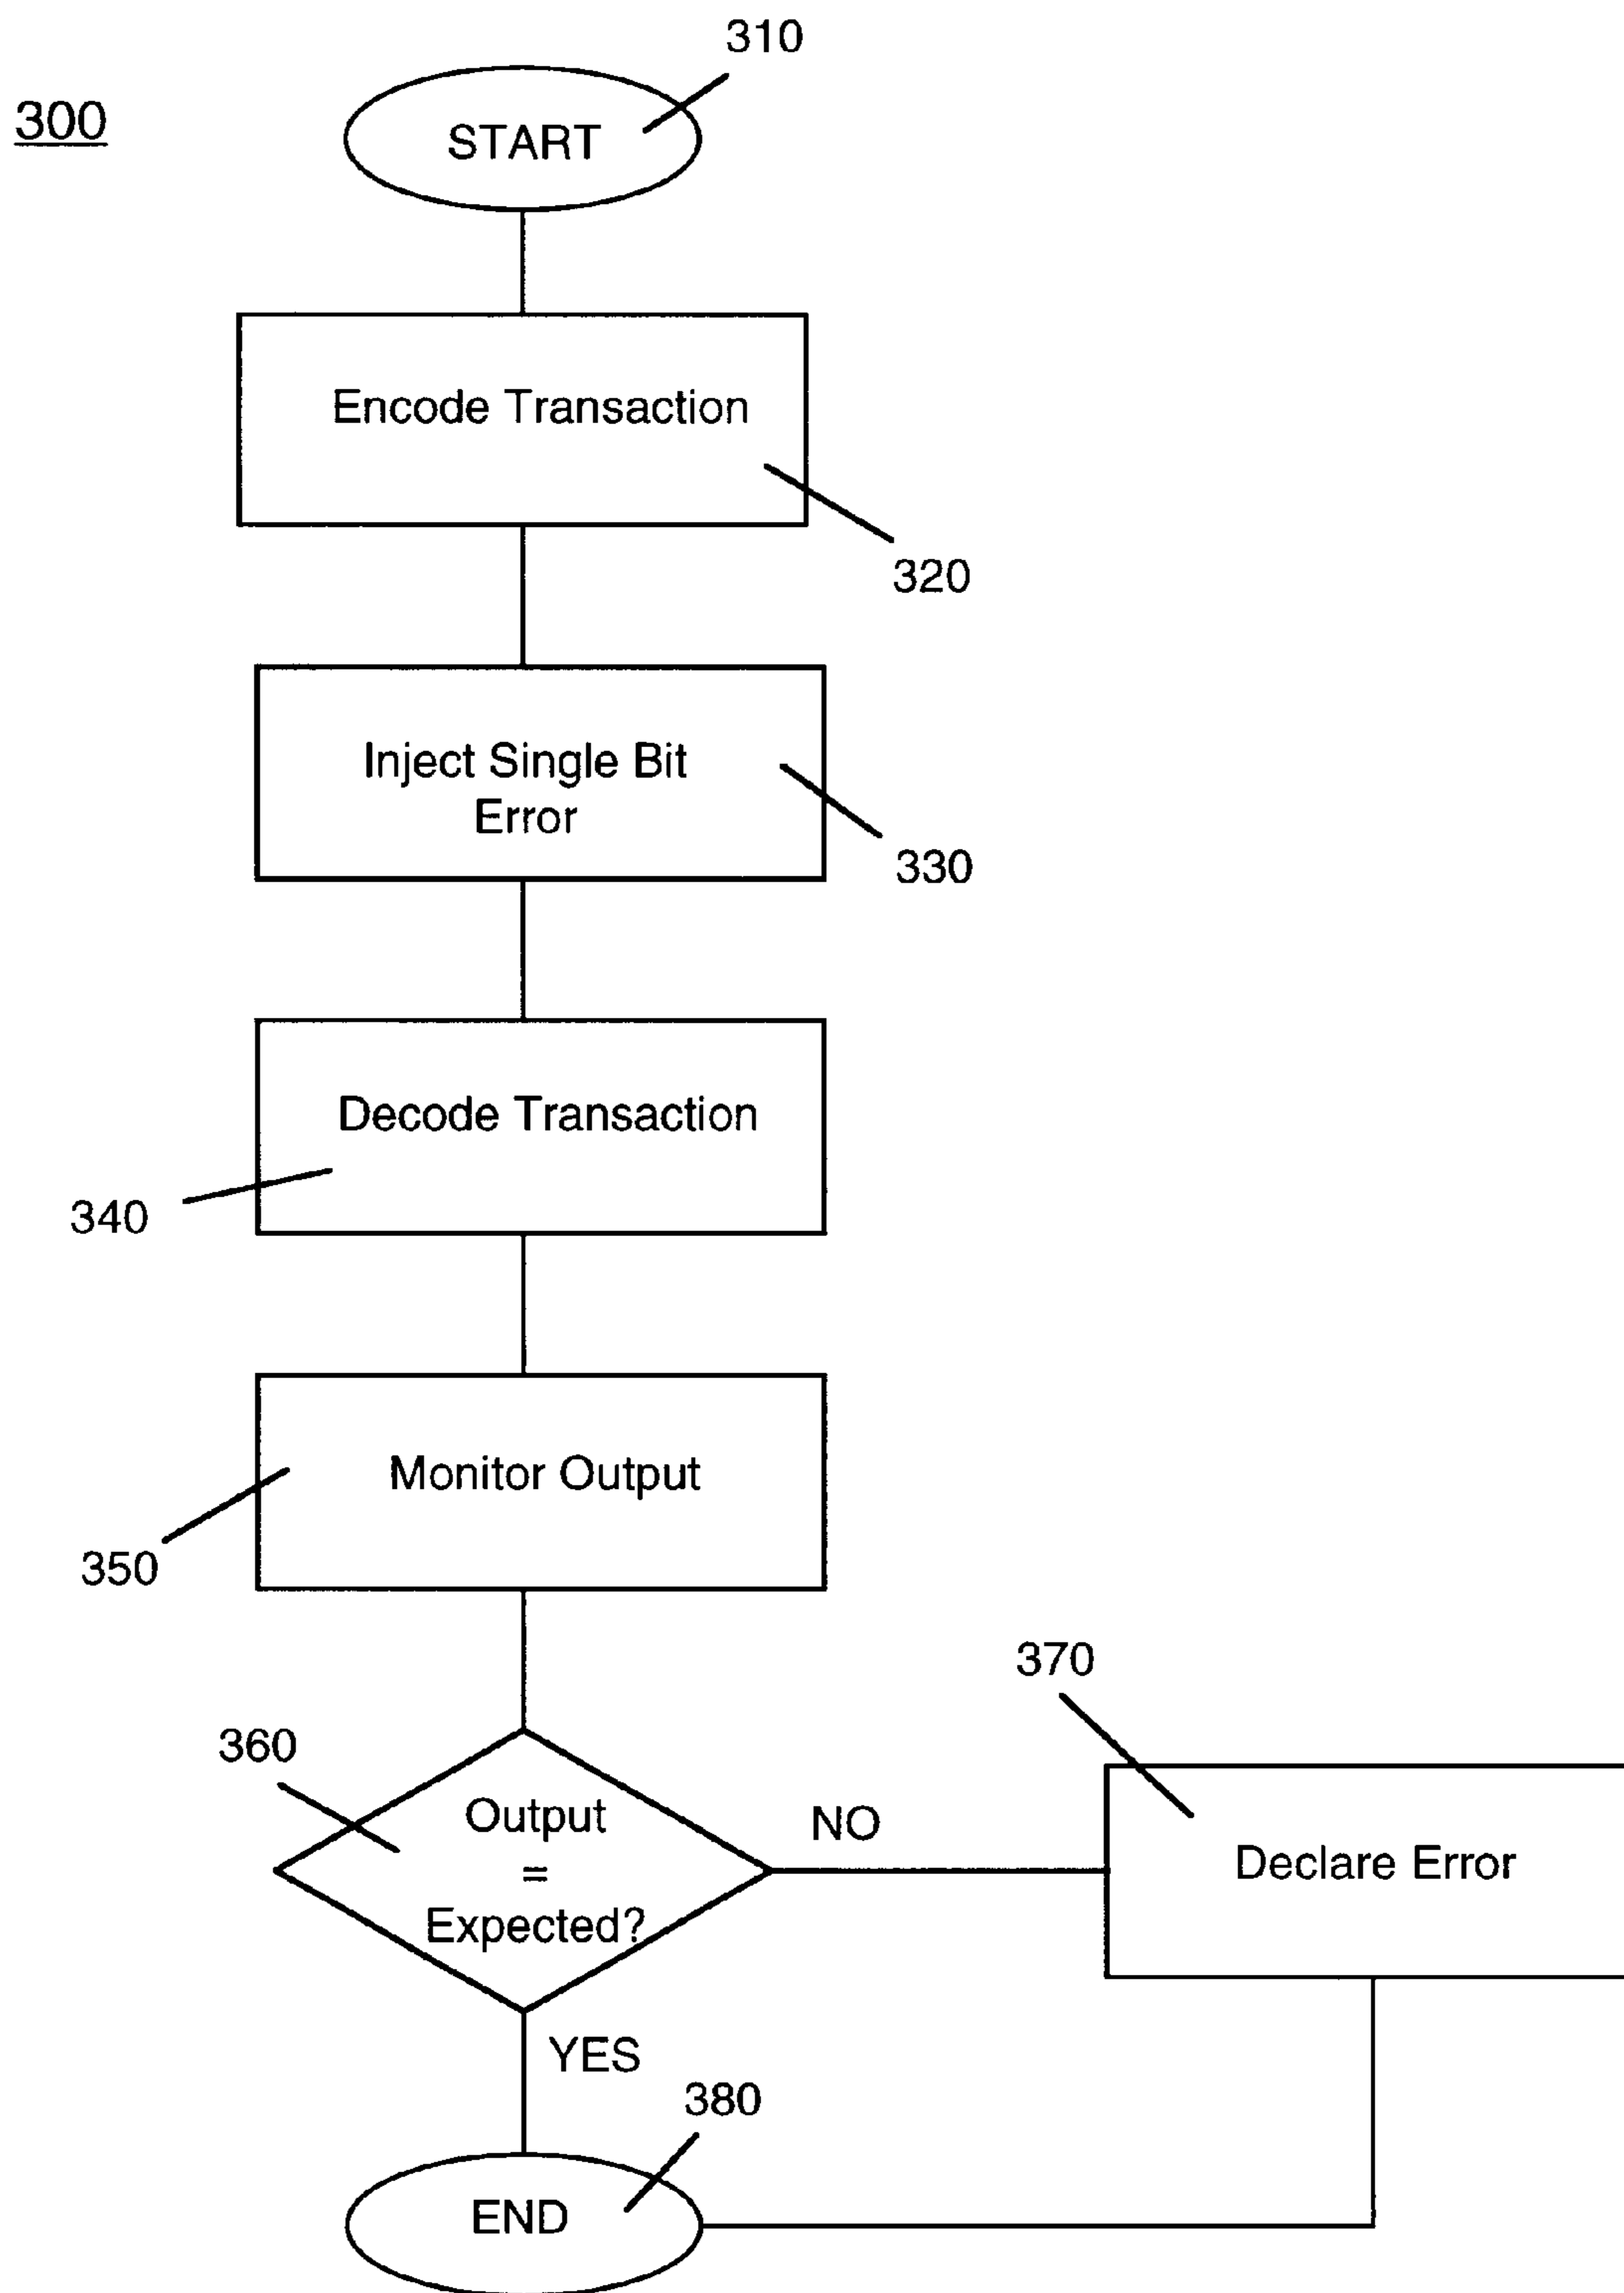 310
300
START
Encode Transaction
320
Inject Single Bit
Error
330
Decode Transaction
340
Monitor Output
350
370
360
Output
=
Expected?
NO
Declare Error
YES
380
END